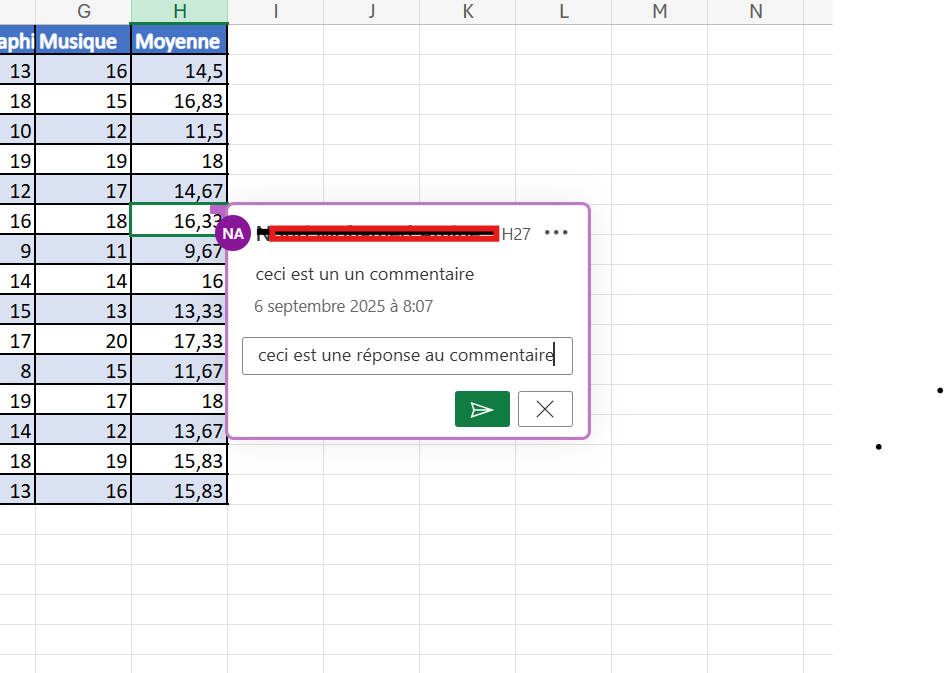 G H I J K L M N
aphi Musique Moyenne
13 16 14,5
18 15 16,83
10 12 11,5
19 19 18
12 17 14,67
16 18 16,33
NA N H27
9 11 9,67
ceci est un un commentaire
14 14 16
15 13 13,33
6 septembre 2025 à 8:07
17 20 17,33
ceci est une réponse au commentaire
8 15 11,67
19 17 18
14 12 13,67
18 19 15,83
13 16 15,83